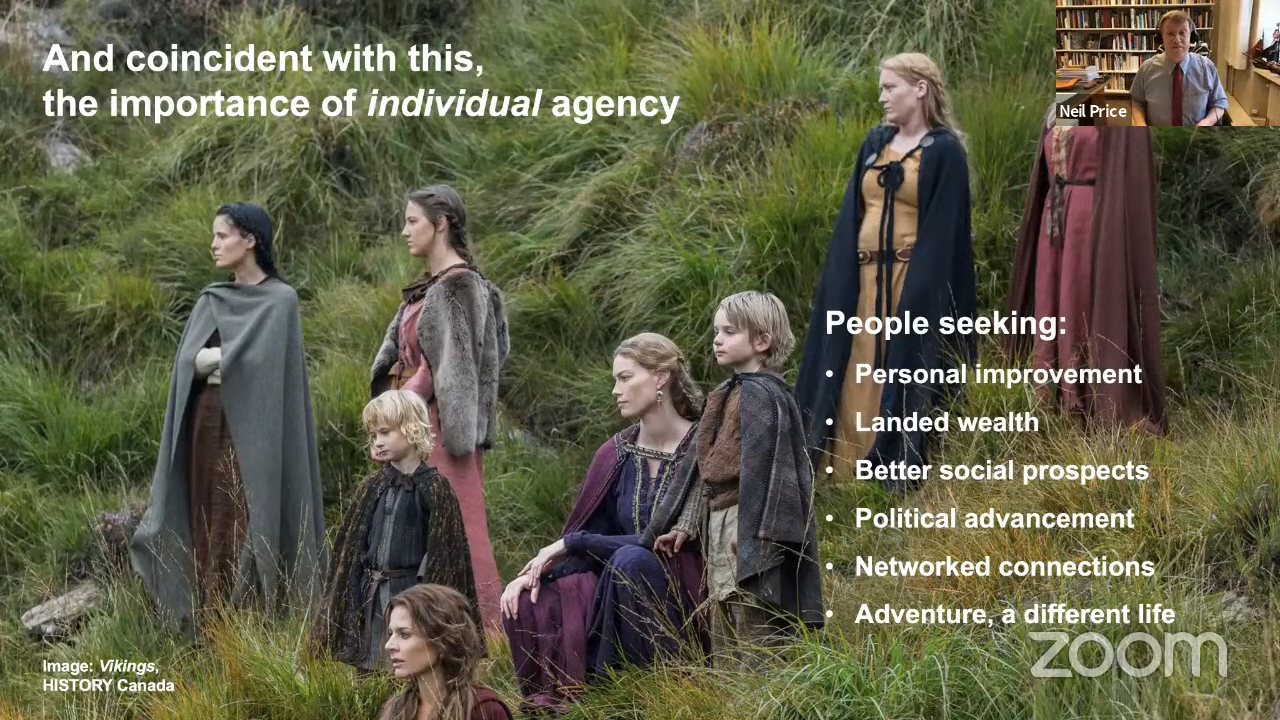 And coincident with this,
the importance of individual agency
Neil Price
People seeking:
• Personal improvement
• Landed wealth
• Better social prospects
• Political advancement
• Networked connections
• Adventure, a different life
zoom
Image: Vikings,
HISTORY Canada